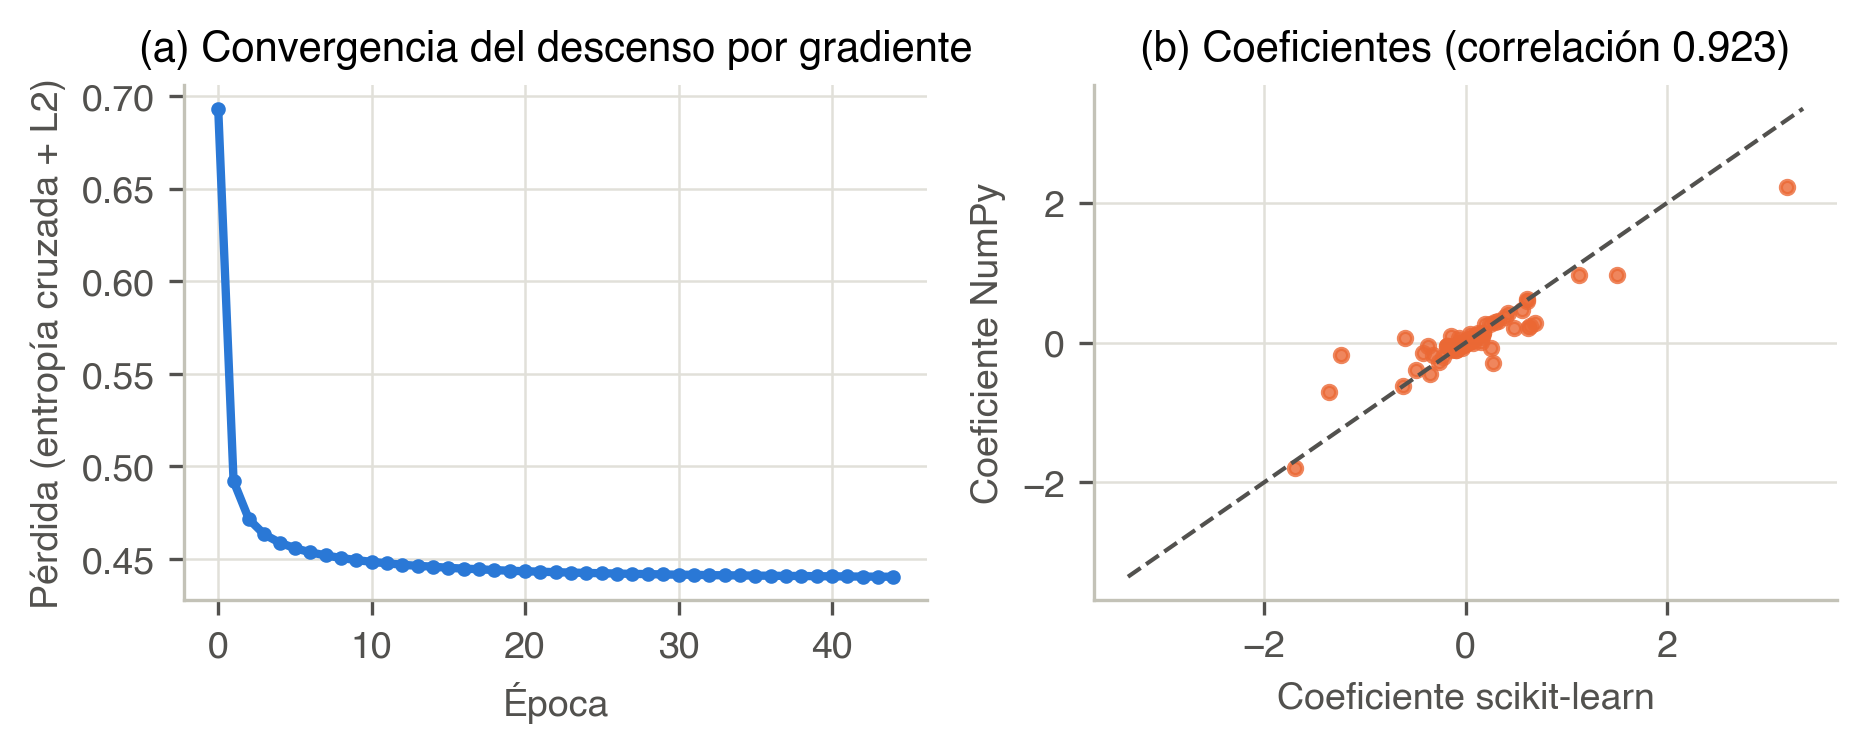 (a) Convergencia del descenso por gradiente
Pérdida (entropía cruzada + L2)
0.70
0.65
0.60
0.55
0.50
0.45
0 10 20 30 40
Época
(b) Coeficientes (correlación 0.923)
Coeficiente NumPy
2
0
−2
−2 0 2
Coeficiente scikit-learn